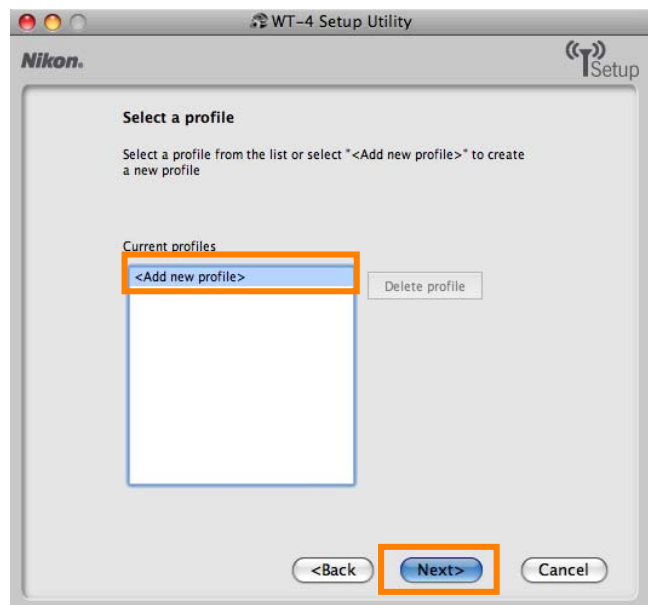 WT-4 Setup Utility
Nikon.
Setup
Select a profile
Select a profile from the list or select "<Add new profile>" to create
a new profile
Current profiles
<Add new profile>
Delete profile
<Back
Next>
Cancel